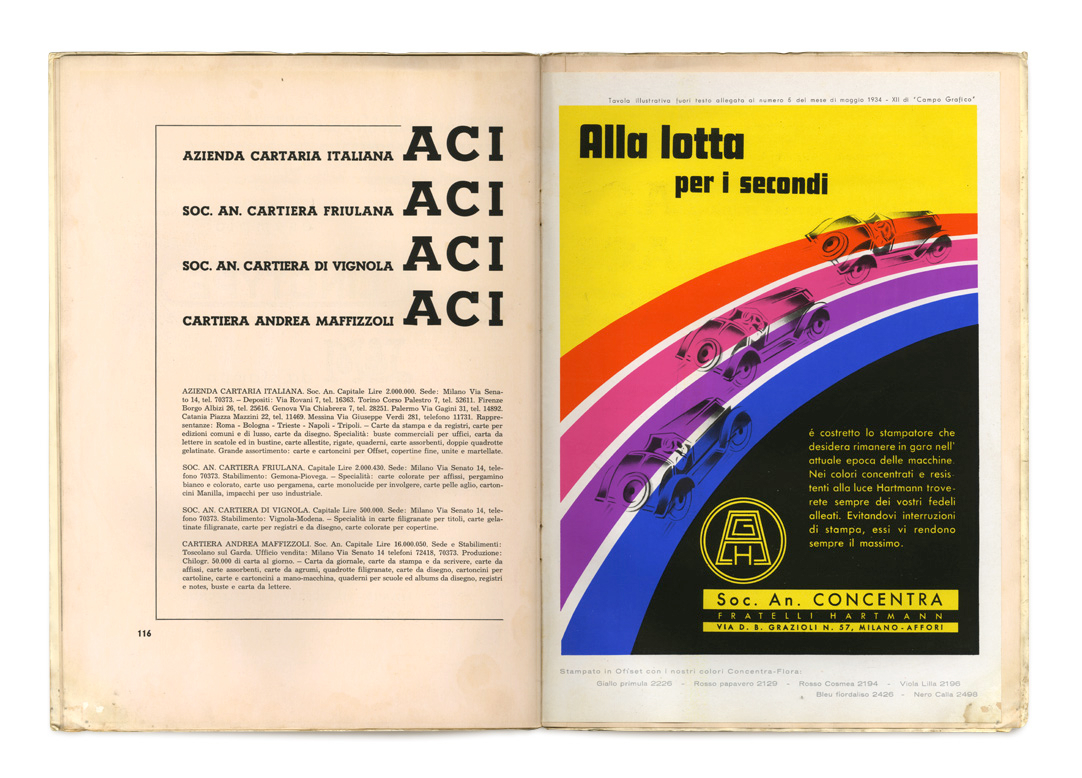 AZIENDA CARTARIA ITALIANA ACI
SOC. AN. CARTIERA FRIULANA ACI
SOC. AN. CARTIERA DI VIGNOLA ACI
CARTIERA ANDREA MAFFIZZOLI ACI
AZIENDA CARTARIA ITALIANA. Soc. An. Capitale Lire 2.000.000. Sede: Milano Via Sena-
to 14, tel. 70373. – Depositi: Via Rovani 7, tel. 16363. Torino Corso Palestro 7, tel. 52611. Firenze
Borgo Albizi 26, tel. 25616. Genova Via Chiabrera 7, tel. 28251. Palermo Via Gagini 31, tel. 14892.
Catania Piazza Mazzini 22, tel. 11469. Messina Via Giuseppe Verdi 281, telefono 11731. Rappre-
sentanze: Roma - Bologna - Trieste - Napoli - Tripoli. – Carte da stampa e da registri, carte per
edizioni comuni e di lusso, carte da disegno. Specialità: buste commerciali per uffici, carta da
lettere in scatole ed in bustine, carte allestite, rigate, quaderni, carte assorbenti, doppie quadrotte
gelatinate. Grande assortimento: carte e cartoncini per Offset, copertine fine, unite e martellate.
SOC. AN. CARTIERA FRIULANA. Capitale Lire 2.000.430. Sede: Milano Via Senato 14, tele-
fono 70373. Stabilimento: Gemona-Piovega. – Specialità: carte colorate per affissi, pergamino
bianco e colorato, carte uso pergamena, carte monolucide per involgere, carte pelle aglio, carton-
cini Manilla, impacchi per uso industriale.
SOC. AN. CARTIERA DI VIGNOLA. Capitale Lire 500.000. Sede: Milano Via Senato 14, tele-
fono 70373. Stabilimento: Vignola-Modena. – Specialità in carte filigranate per titoli, carte gela-
tinate filigranate, carte per registri e da disegno, carte colorate per copertine.
CARTIERA ANDREA MAFFIZZOLI. Soc. An. Capitale Lire 16.000.050. Sede e Stabilimenti:
Toscolano sul Garda. Ufficio vendita: Milano Via Senato 14 telefoni 72418, 70373. Produzione:
Chilogr. 50.000 di carta al giorno. – Carta da giornale, carte da stampa e da scrivere, carte da
affissi, carte assorbenti, carte da agrumi, quadrotte filigranate, carte da disegno, cartoncini per
cartoline, carte e cartoncini a mano-macchina, quaderni per scuole ed albums da disegno, registri
e notes, buste e carta da lettere.
116
Tavola illustrativa fuori testo allegata al numero 5 del mese di maggio 1934 - XII di "Campo Grafico"
Alla lotta
per i secondi
é costretto lo stampatore che
desidera rimanere in gara nell'
attuale epoca delle macchine.
Nei colori concentrati e resis-
tenti alla luce Hartmann trove-
rete sempre dei vostri fedeli
alleati. Evitandovi interruzioni
di stampa, essi vi rendono
sempre il massimo.
GAH
Soc. An. CONCENTRA
FRATELLI HARTMANN
VIA D. B. GRAZIOLI N. 57, MILANO-AFFORI
Stampato in Offset con i nostri colori Concentra-Flora:
Giallo primula 2226 - Rosso papavero 2129 - Rosso Cosmea 2194 - Viola Lilla 2196
Bleu fiordaliso 2426 - Nero Calla 2498